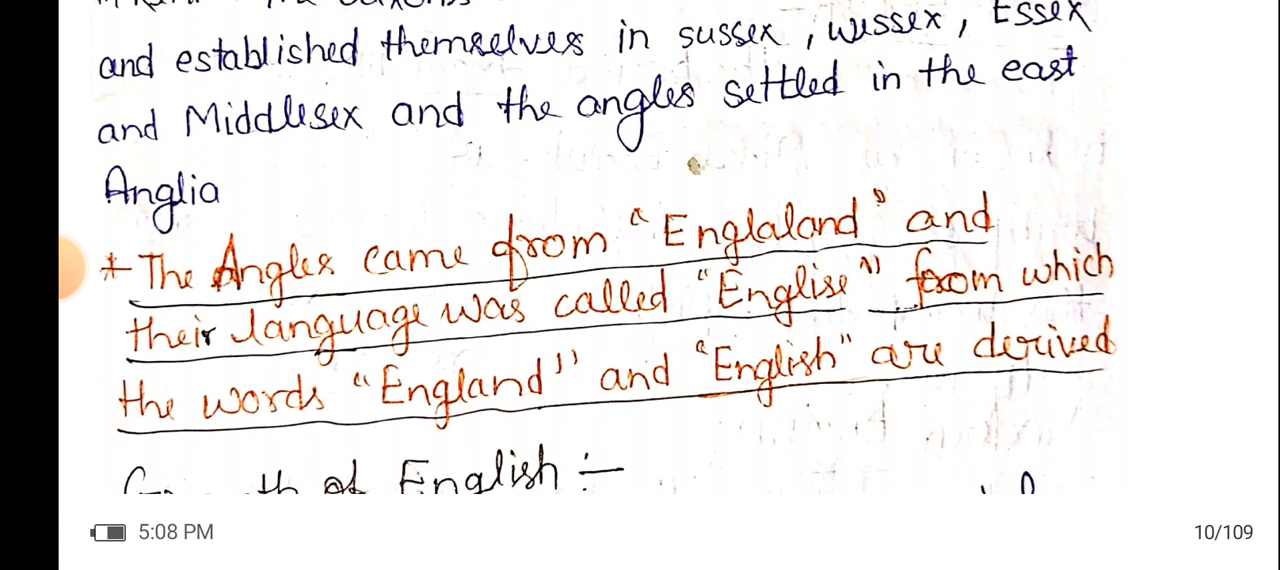 and established themselves in sussex, wessex, Essex
and Middlesex and the angles settled in the east
Anglia
* The Angles came from "Englaland" and
their language was called "Englise" from which
the words "England" and "English" are derived
Growth of English :-
5:08 PM 10/109